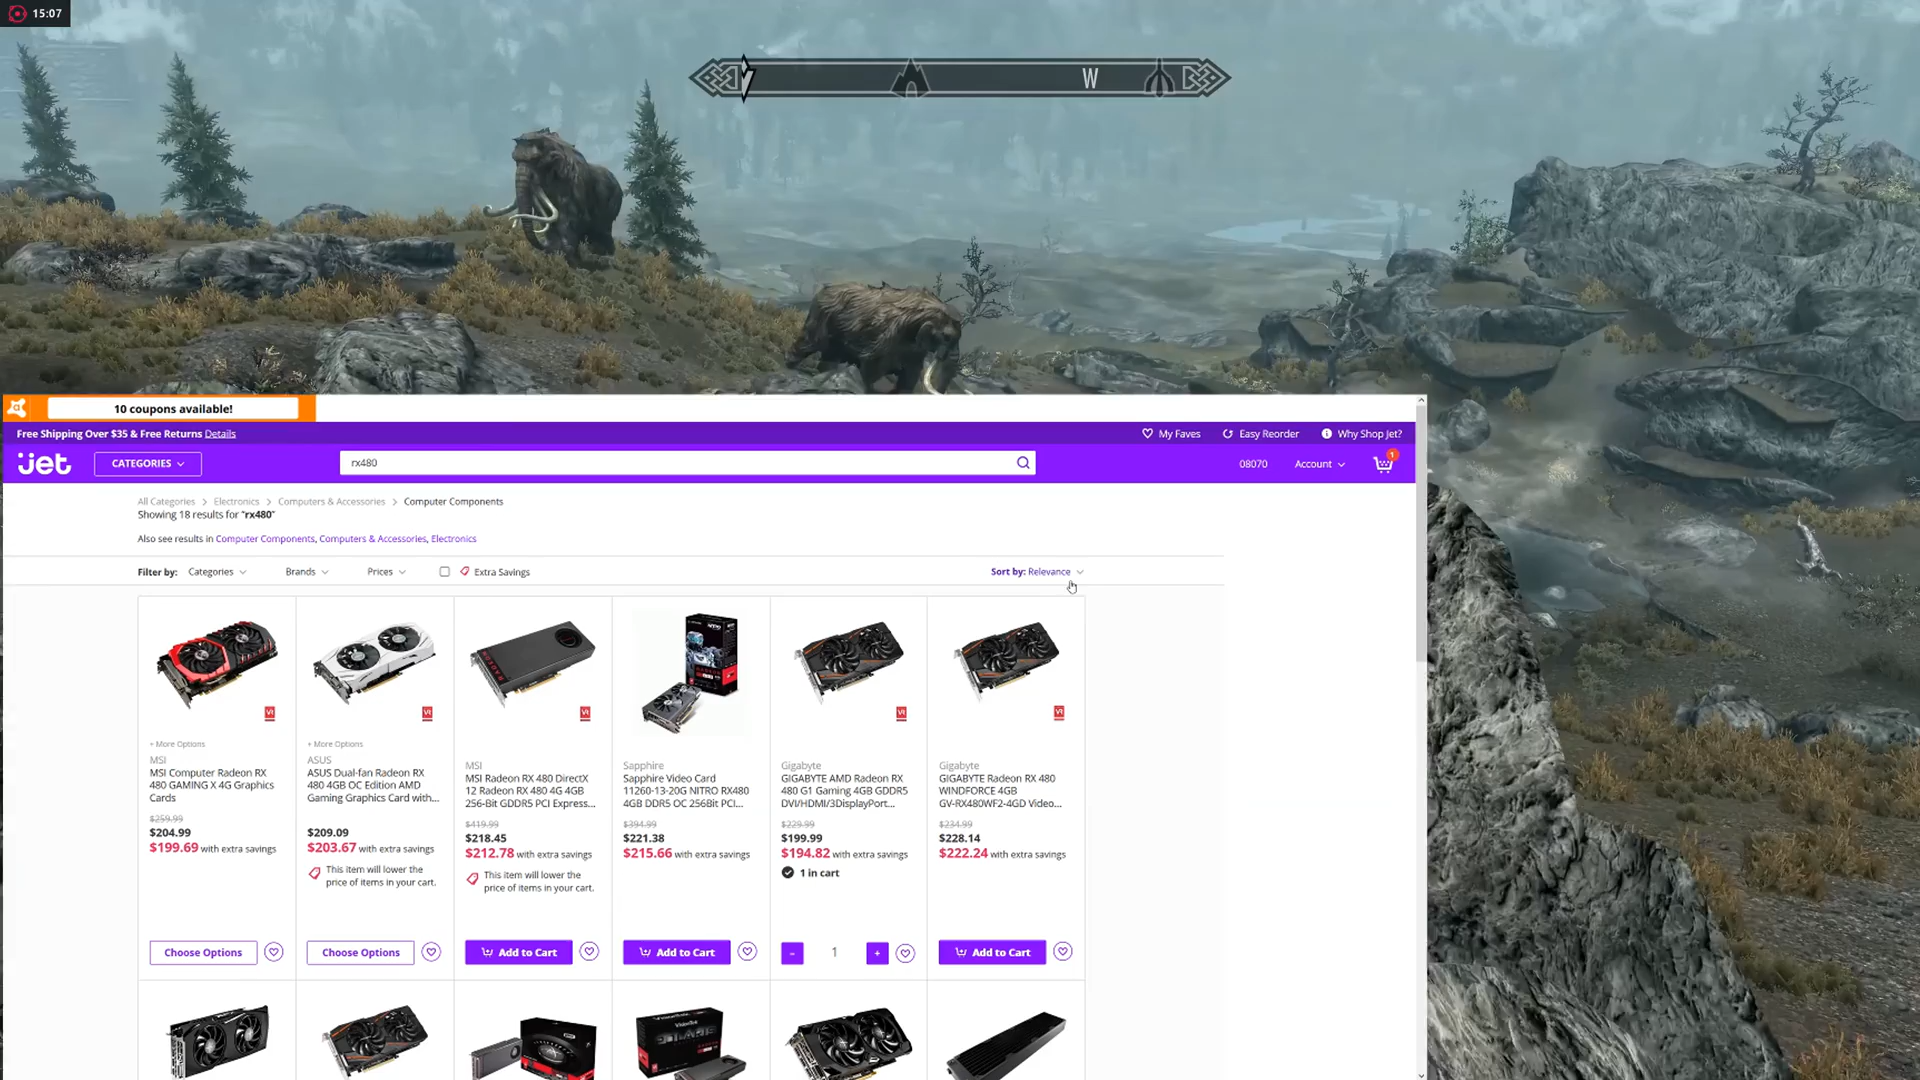 15:07
W
10 coupons available!
Free Shipping Over $35 & Free Returns Details
My Faves
Easy Reorder
Why Shop Jet?
jet
CATEGORIES
rx480
08070
Account
1
All Categories > Electronics > Computers & Accessories > Computer Components
Showing 18 results for "rx480"
Also see results in Computer Components, Computers & Accessories, Electronics
Filter by: Categories Brands Prices Extra Savings
Sort by: Relevance
+ More Options
MSI
MSI Computer Radeon RX
480 GAMING X 4G Graphics
Cards
$259.99
$204.99
$199.69 with extra savings
Choose Options
+ More Options
ASUS
ASUS Dual-fan Radeon RX
480 4GB OC Edition AMD
Gaming Graphics Card with...
$209.09
$203.67 with extra savings
This item will lower the
price of items in your cart.
Choose Options
MSI
MSI Radeon RX 480 DirectX
12 Radeon RX 480 4G 4GB
256-Bit GDDR5 PCI Express...
$419.99
$218.45
$212.78 with extra savings
This item will lower the
price of items in your cart.
Add to Cart
Sapphire
Sapphire Video Card
11260-13-20G NITRO RX480
4GB DDR5 OC 256Bit PCI...
$394.99
$221.38
$215.66 with extra savings
Add to Cart
Gigabyte
GIGABYTE AMD Radeon RX
480 G1 Gaming 4GB GDDR5
DVI/HDMI/3DisplayPort...
$229.99
$199.99
$194.82 with extra savings
1 in cart
- 1 +
Gigabyte
GIGABYTE Radeon RX 480
WINDFORCE 4GB
GV-RX480WF2-4GD Video...
$234.99
$228.14
$222.24 with extra savings
Add to Cart